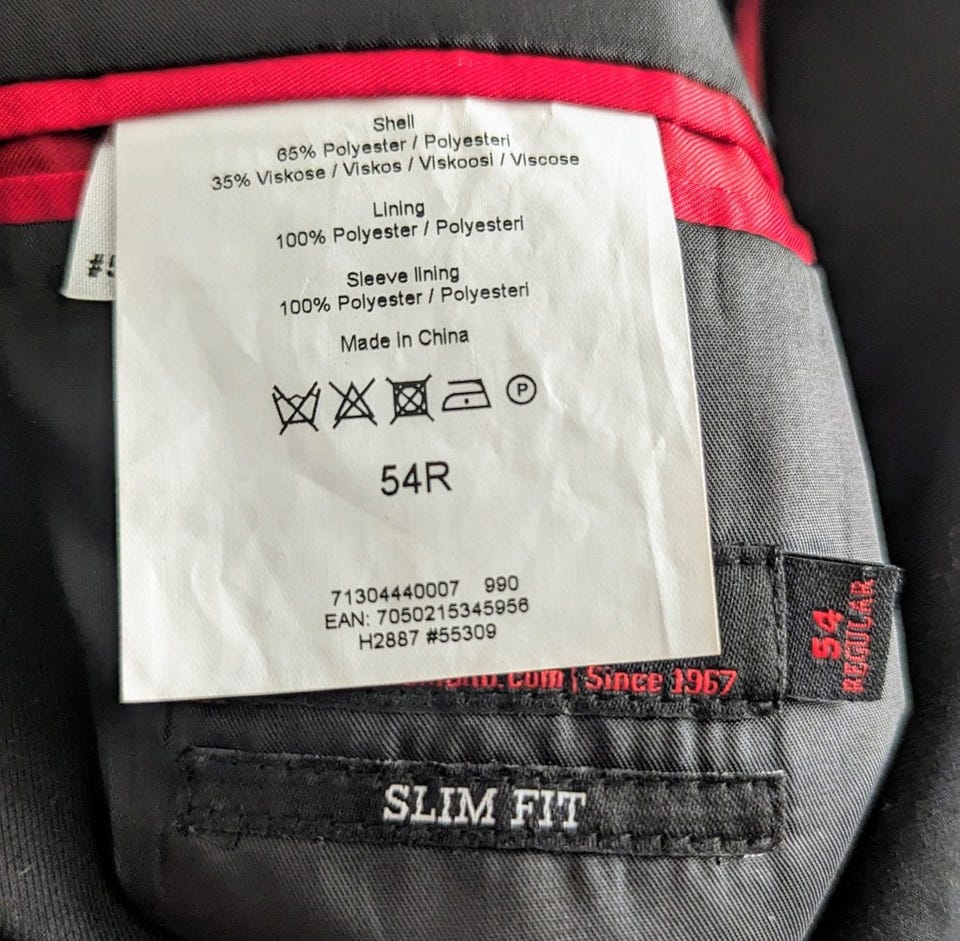 Shell
65% Polyester / Polyesteri
35% Viskose / Viskos / Viskoosi / Viscose
Lining
100% Polyester / Polyesteri
Sleeve lining
100% Polyester / Polyesteri
Made In China
P
54R
71304440007 990
EAN: 7050215345956
H2887 #55309
54
REGULAR
.com | Since 1967
SLIM FIT